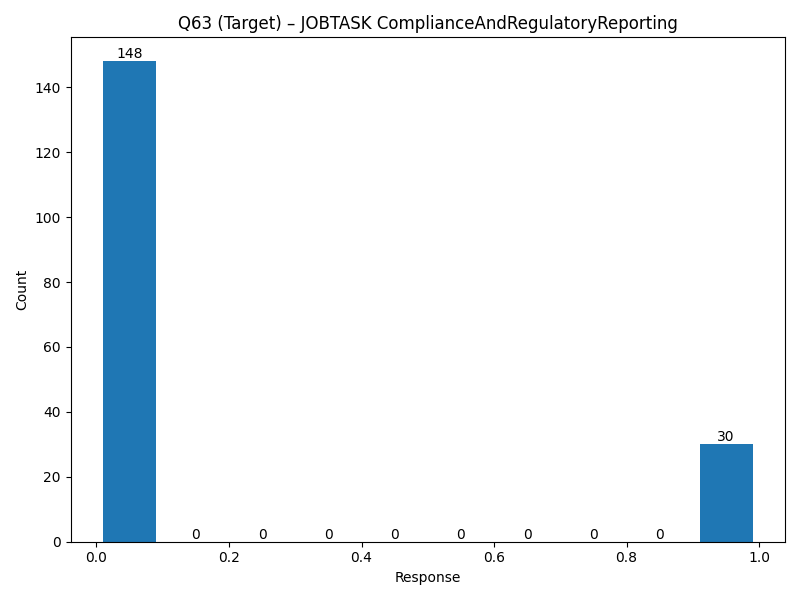 Q63 (Target) – JOBTASK ComplianceAndRegulatoryReporting
148
140
120
100
80
60
40
20
0
Count
30
0 0 0 0 0 0 0 0
0.0 0.2 0.4 0.6 0.8 1.0
Response